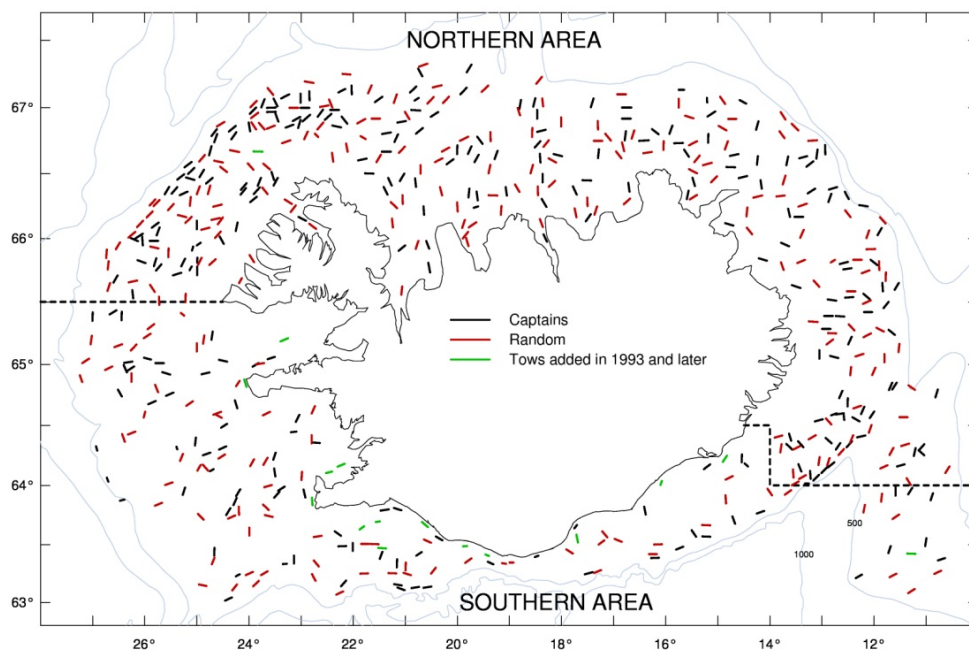 NORTHERN AREA
67°
66°
Captains
Random
65°
Tows added in 1993 and later
64°
500
1000
63°
SOUTHERN AREA
26° 24° 22° 20° 18° 16° 14° 12°